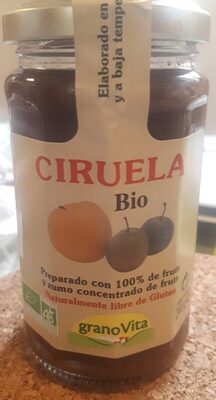 Elaborado en
y a baja tempe
CIRUELA
Bio
Preparado con 100% de fruta
y zumo concentrado de fruta
Naturalmente libre de Gluten
granoVita